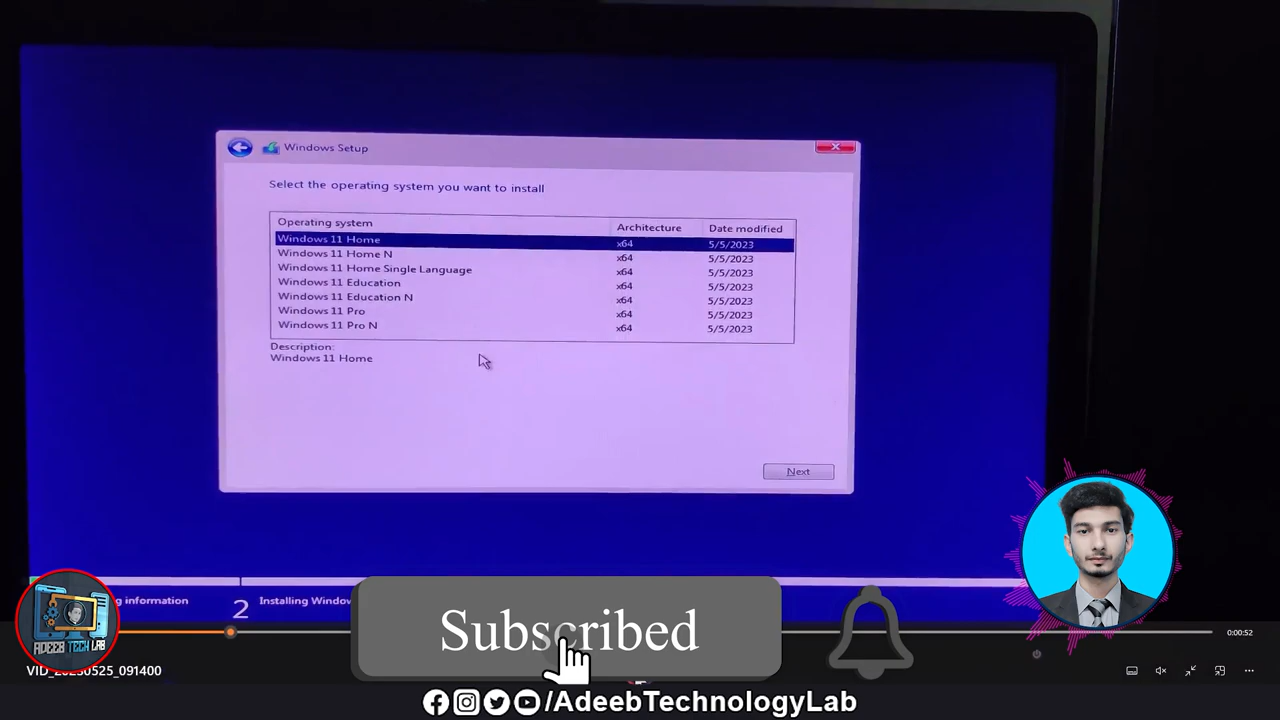 Windows Setup
Select the operating system you want to install
Operating system Architecture Date modified
Windows 11 Home x64 5/5/2023
Windows 11 Home N x64 5/5/2023
Windows 11 Home Single Language x64 5/5/2023
Windows 11 Education x64 5/5/2023
Windows 11 Education N x64 5/5/2023
Windows 11 Pro x64 5/5/2023
Windows 11 Pro N x64 5/5/2023
Description:
Windows 11 Home
Next
g information 2 Installing Window
Subscribed
ADEEB TECH LAB
0:00:52
/AdeebTechnologyLab